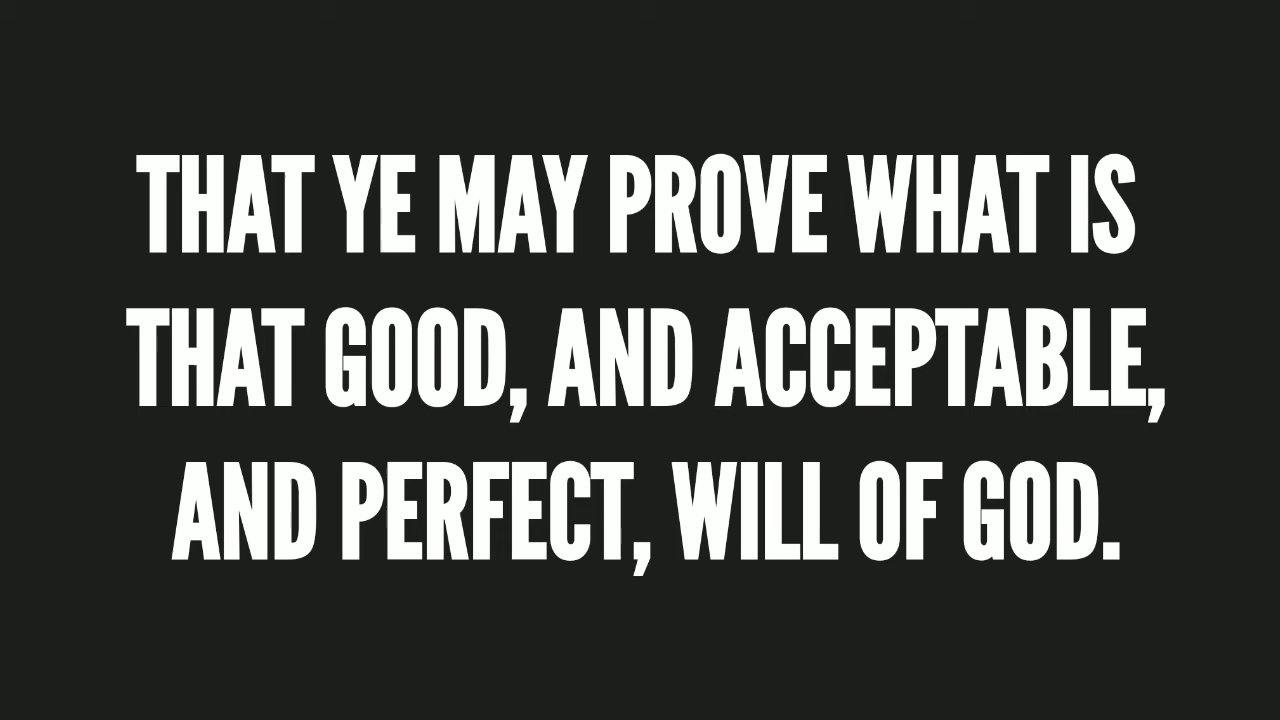 THAT YE MAY PROVE WHAT IS
THAT GOOD, AND ACCEPTABLE,
AND PERFECT, WILL OF GOD.